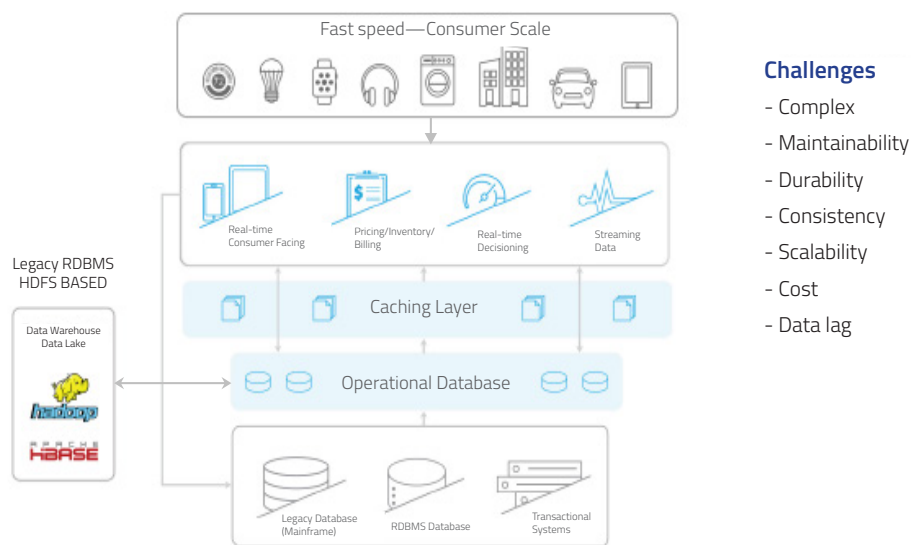 Fast speed—Consumer Scale
Challenges
- Complex
- Maintainability
- Durability
- Consistency
- Scalability
- Cost
- Data lag
$
Real-time
Consumer Facing
Pricing/Inventory/
Billing
Real-time
Decisioning
Streaming
Data
Legacy RDBMS
HDFS BASED
Caching Layer
Data Warehouse
Data Lake
hadoop
APACHE
HBASE
Operational Database
Legacy Database
(Mainframe)
RDBMS Database
Transactional
Systems